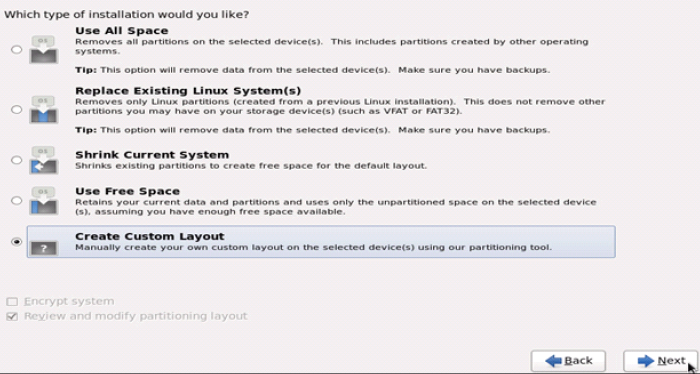 Which type of installation would you like?
Use All Space
Removes all partitions on the selected device(s). This includes partitions created by other operating
systems.
Tip: This option will remove data from the selected device(s). Make sure you have backups.
Replace Existing Linux System(s)
Removes only Linux partitions (created from a previous Linux installation). This does not remove other
partitions you may have on your storage device(s) (such as VFAT or FAT32).
Tip: This option will remove data from the selected device(s). Make sure you have backups.
Shrink Current System
Shrinks existing partitions to create free space for the default layout.
Use Free Space
Retains your current data and partitions and uses only the unpartitioned space on the selected device
(s), assuming you have enough free space available.
Create Custom Layout
Manually create your own custom layout on the selected device(s) using our partitioning tool.
Encrypt system
Review and modify partitioning layout
Back
Next